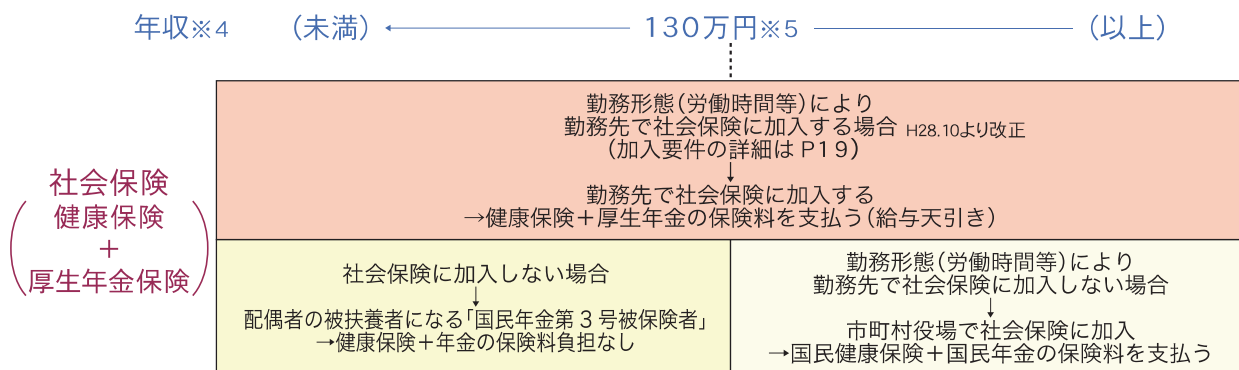 年収※4 （未満） 130万円※5 （以上）
勤務形態（労働時間等）により
勤務先で社会保険に加入する場合 H28.10より改正
（加入要件の詳細はP19）
勤務先で社会保険に加入する
→健康保険＋厚生年金の保険料を支払う（給与天引き）
社会保険
健康保険
＋
厚生年金保険
社会保険に加入しない場合
配偶者の被扶養者になる「国民年金第3号被保険者」
→健康保険＋年金の保険料負担なし
勤務形態（労働時間等）により
勤務先で社会保険に加入しない場合
市町村役場で社会保険に加入
→国民健康保険＋国民年金の保険料を支払う